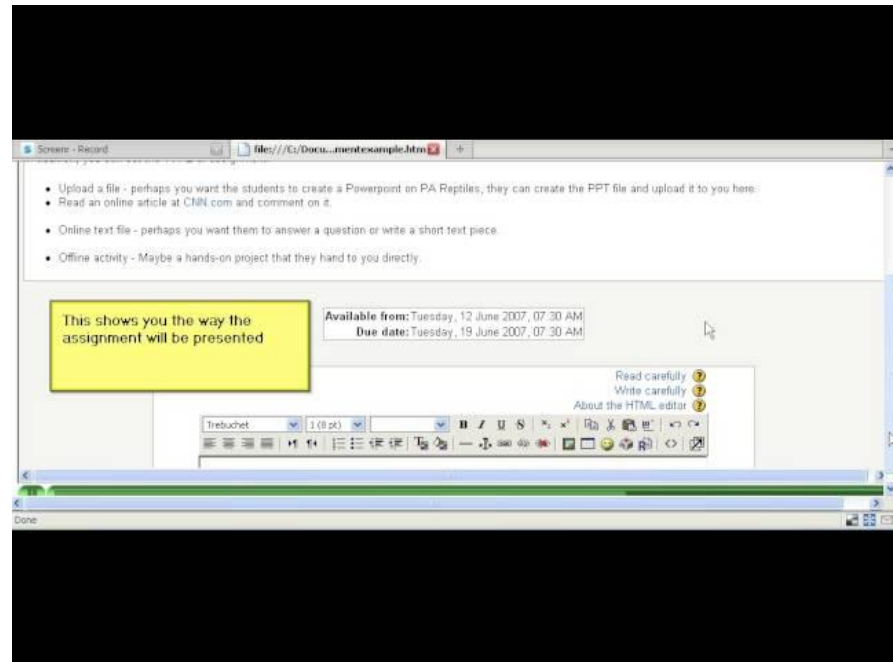 Screenr - Record
file:///C:/Docu...mentexample.htm
• Upload a file - perhaps you want the students to create a Powerpoint on PA Reptiles, they can create the PPT file and upload it to you here.
• Read an online article at CNN.com and comment on it.
• Online text file - perhaps you want them to answer a question or write a short text piece.
• Offline activity - Maybe a hands-on project that they hand to you directly.
This shows you the way the
assignment will be presented
Available from: Tuesday, 12 June 2007, 07:30 AM
Due date: Tuesday, 19 June 2007, 07:30 AM
Read carefully
Write carefully
About the HTML editor
Trebuchet 1 (8 pt) B I U S
Done